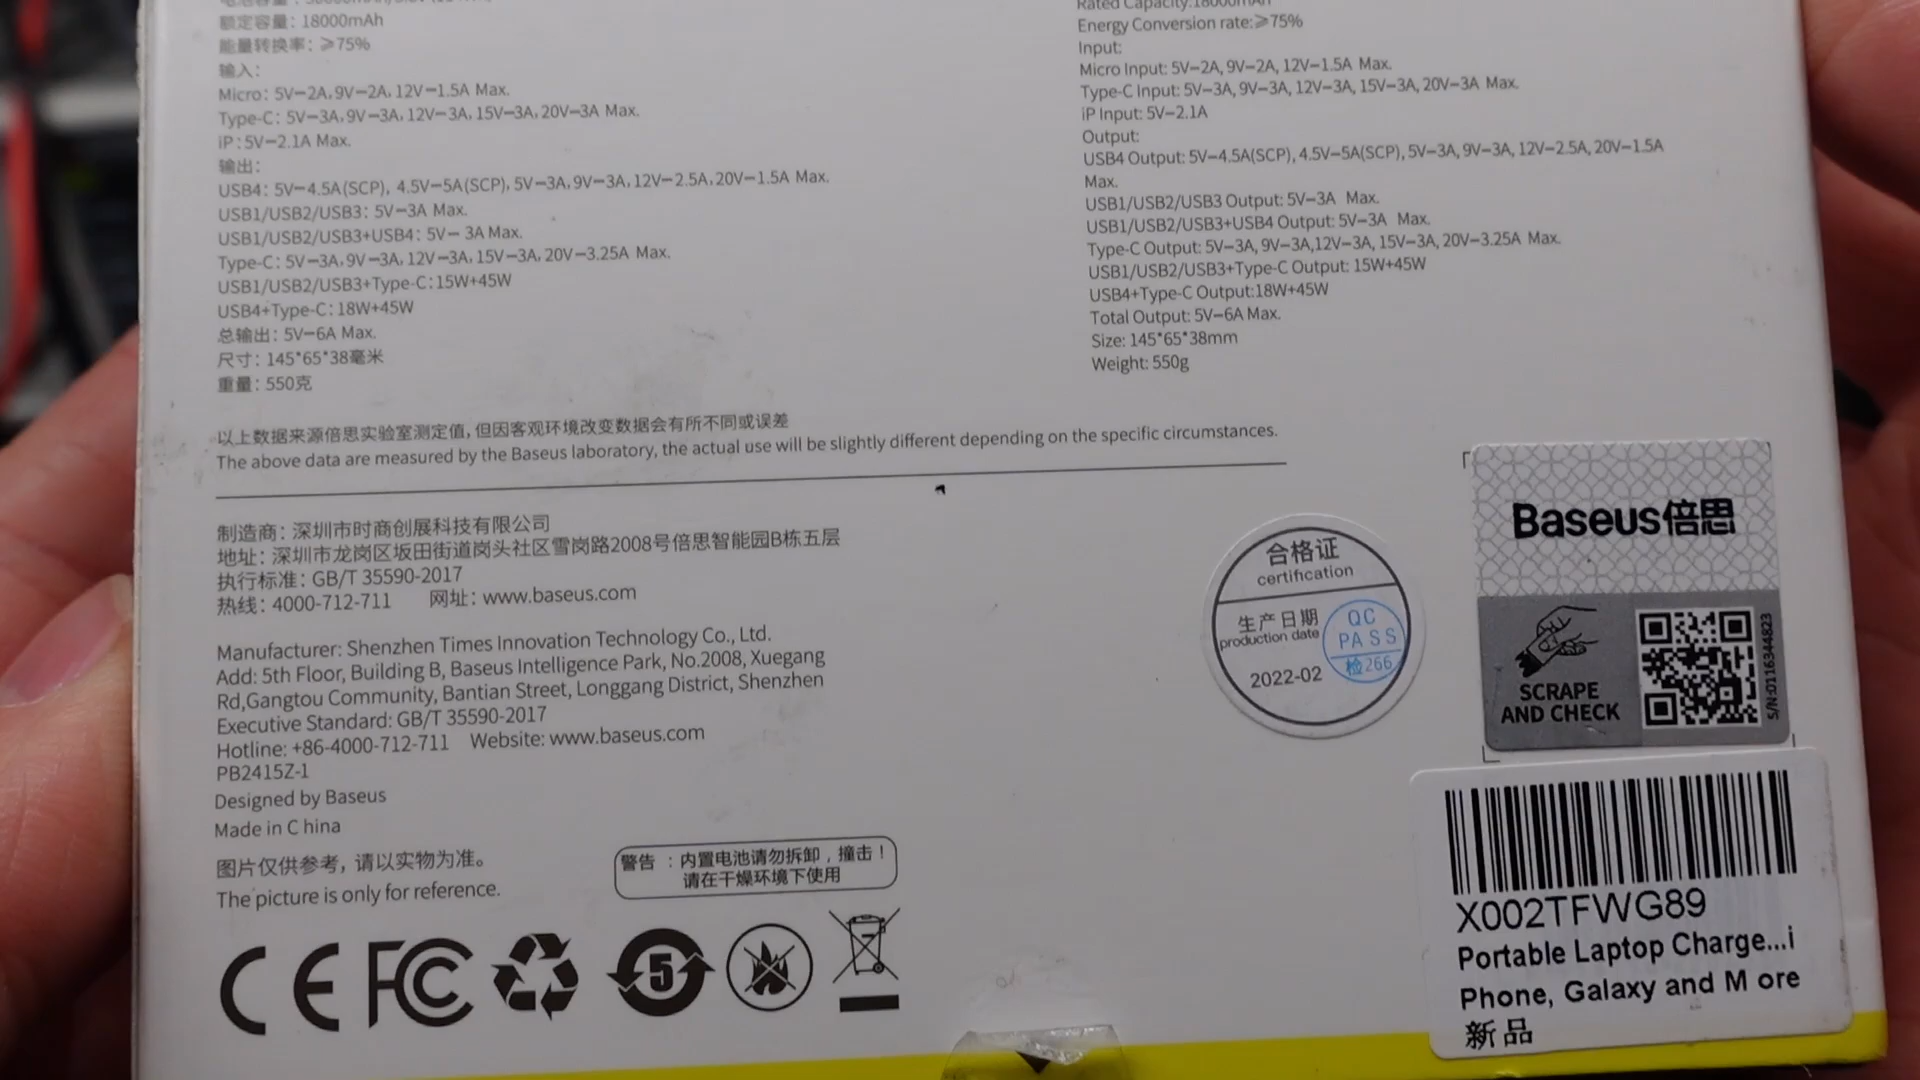 额定容量：18000mAh
能量转换率：≥75%
输入：
Micro：5V⎓2A，9V⎓2A，12V⎓1.5A Max.
Type-C：5V⎓3A，9V⎓3A，12V⎓3A，15V⎓3A，20V⎓3A Max.
iP：5V⎓2.1A Max.
输出：
USB4：5V⎓4.5A(SCP)，4.5V⎓5A(SCP)，5V⎓3A，9V⎓3A，12V⎓2.5A，20V⎓1.5A Max.
USB1/USB2/USB3：5V⎓3A Max.
USB1/USB2/USB3+USB4：5V⎓ 3A Max.
Type-C：5V⎓3A，9V⎓3A，12V⎓3A，15V⎓3A，20V⎓3.25A Max.
USB1/USB2/USB3+Type-C：15W+45W
USB4+Type-C：18W+45W
总输出：5V⎓6A Max.
尺寸：145*65*38毫米
重量：550克
Rated Capacity:18000mAh
Energy Conversion rate:≥75%
Input:
Micro Input: 5V⎓2A, 9V⎓2A, 12V⎓1.5A Max.
Type-C Input: 5V⎓3A, 9V⎓3A, 12V⎓3A, 15V⎓3A, 20V⎓3A Max.
iP Input: 5V⎓2.1A
Output:
USB4 Output: 5V⎓4.5A(SCP), 4.5V⎓5A(SCP), 5V⎓3A, 9V⎓3A, 12V⎓2.5A, 20V⎓1.5A
Max.
USB1/USB2/USB3 Output: 5V⎓3A Max.
USB1/USB2/USB3+USB4 Output: 5V⎓3A Max.
Type-C Output: 5V⎓3A, 9V⎓3A,12V⎓3A, 15V⎓3A, 20V⎓3.25A Max.
USB1/USB2/USB3+Type-C Output: 15W+45W
USB4+Type-C Output:18W+45W
Total Output: 5V⎓6A Max.
Size: 145*65*38mm
Weight: 550g
以上数据来源倍思实验室测定值，但因客观环境改变数据会有所不同或误差
The above data are measured by the Baseus laboratory, the actual use will be slightly different depending on the specific circumstances.
制造商：深圳市时商创展科技有限公司
地址：深圳市龙岗区坂田街道岗头社区雪岗路2008号倍思智能园B栋五层
执行标准：GB/T 35590-2017
热线：4000-712-711 网址：www.baseus.com
Manufacturer: Shenzhen Times Innovation Technology Co., Ltd.
Add: 5th Floor, Building B, Baseus Intelligence Park, No.2008, Xuegang
Rd,Gangtou Community, Bantian Street, Longgang District, Shenzhen
Executive Standard: GB/T 35590-2017
Hotline: +86-4000-712-711 Website: www.baseus.com
PB2415Z-1
Designed by Baseus
Made in C hina
图片仅供参考，请以实物为准。
The picture is only for reference.
警告：内置电池请勿拆卸，撞击！
请在干燥环境下使用
CE FC
5
合格证
certification
生产日期
production date
2022-02
QC
PASS
检266
Baseus倍思
SCRAPE
AND CHECK
S/N:0116344823
X002TFWG89
Portable Laptop Charge...i
Phone, Galaxy and M ore
新品